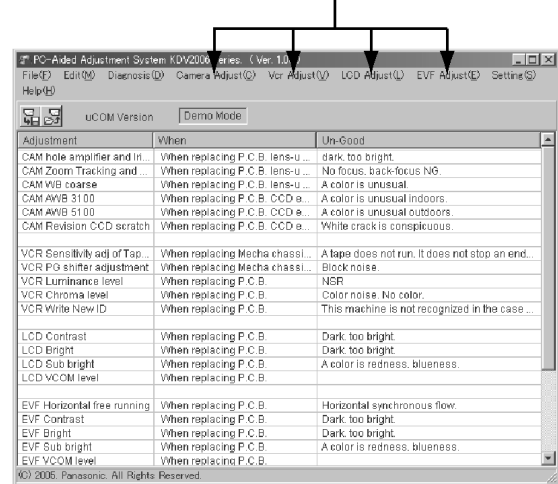 PC-Aided Adjustment System KDV2006 eries. ( Ver. 1.0
File(F) Edit(M) Diagnosis(D) Camera Adjust(C) Vcr Adjust(V) LCD Adjust(L) EVF Adjust(E) Setting(S)
Help(H)
uCOM Version Demo Mode
Adjustment When Un-Good
CAM hole amplifier and Iri... When replacing P.C.B. lens-u... dark. too bright.
CAM Zoom Tracking and ... When replacing P.C.B. lens-u... No focus. back-focus NG.
CAM WB coarse When replacing P.C.B. lens-u... A color is unusual.
CAM AWB 3100 When replacing P.C.B. CCD e... A color is unusual indoors.
CAM AWB 5100 When replacing P.C.B. CCD e... A color is unusual outdoors.
CAM Revision CCD scratch When replacing P.C.B. CCD e... White crack is conspicuous.
VCR Sensitivity adj of Tap... When replacing Mecha chassi... A tape does not run. It does not stop an end...
VCR PG shifter adjustment When replacing Mecha chassi... Block noise.
VCR Luminance level When replacing P.C.B. NSR
VCR Chroma level When replacing P.C.B. Color noise. No color.
VCR Write New ID When replacing P.C.B. This machine is not recognized in the case ...
LCD Contrast When replacing P.C.B. Dark. too bright.
LCD Bright When replacing P.C.B. Dark. too bright.
LCD Sub bright When replacing P.C.B. A color is redness. blueness.
LCD VCOM level When replacing P.C.B.
EVF Horizontal free running When replacing P.C.B. Horizontal synchronous flow.
EVF Contrast When replacing P.C.B. Dark. too bright.
EVF Bright When replacing P.C.B. Dark. too bright.
EVF Sub bright When replacing P.C.B. A color is redness. blueness.
EVF VCOM level When replacing P.C.B.
(C) 2005. Panasonic. All Rights Reserved.